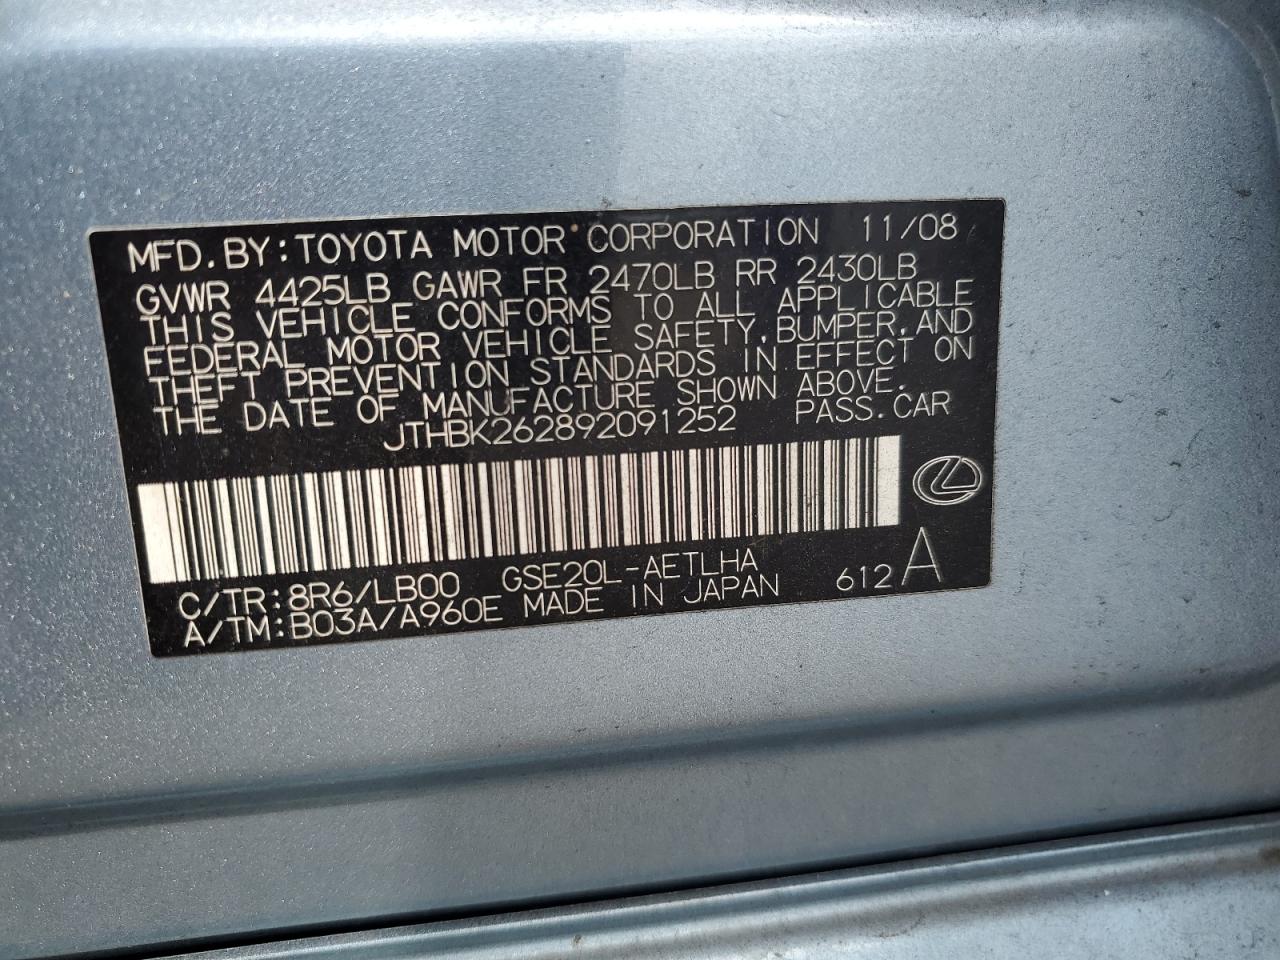 MFD. BY: TOYOTA MOTOR CORPORATION 11/08
GVWR 4425LB GAWR FR 2470LB RR 2430LB
THIS VEHICLE CONFORMS TO ALL APPLICABLE
FEDERAL MOTOR VEHICLE SAFETY, BUMPER, AND
THEFT PREVENTION STANDARDS IN EFFECT ON
THE DATE OF MANUFACTURE SHOWN ABOVE.
JTHBK262892091252 PASS. CAR
C/TR: 8R6/LB00 GSE20L-AETLHA
A/TM: B03A/A960E MADE IN JAPAN 612 A